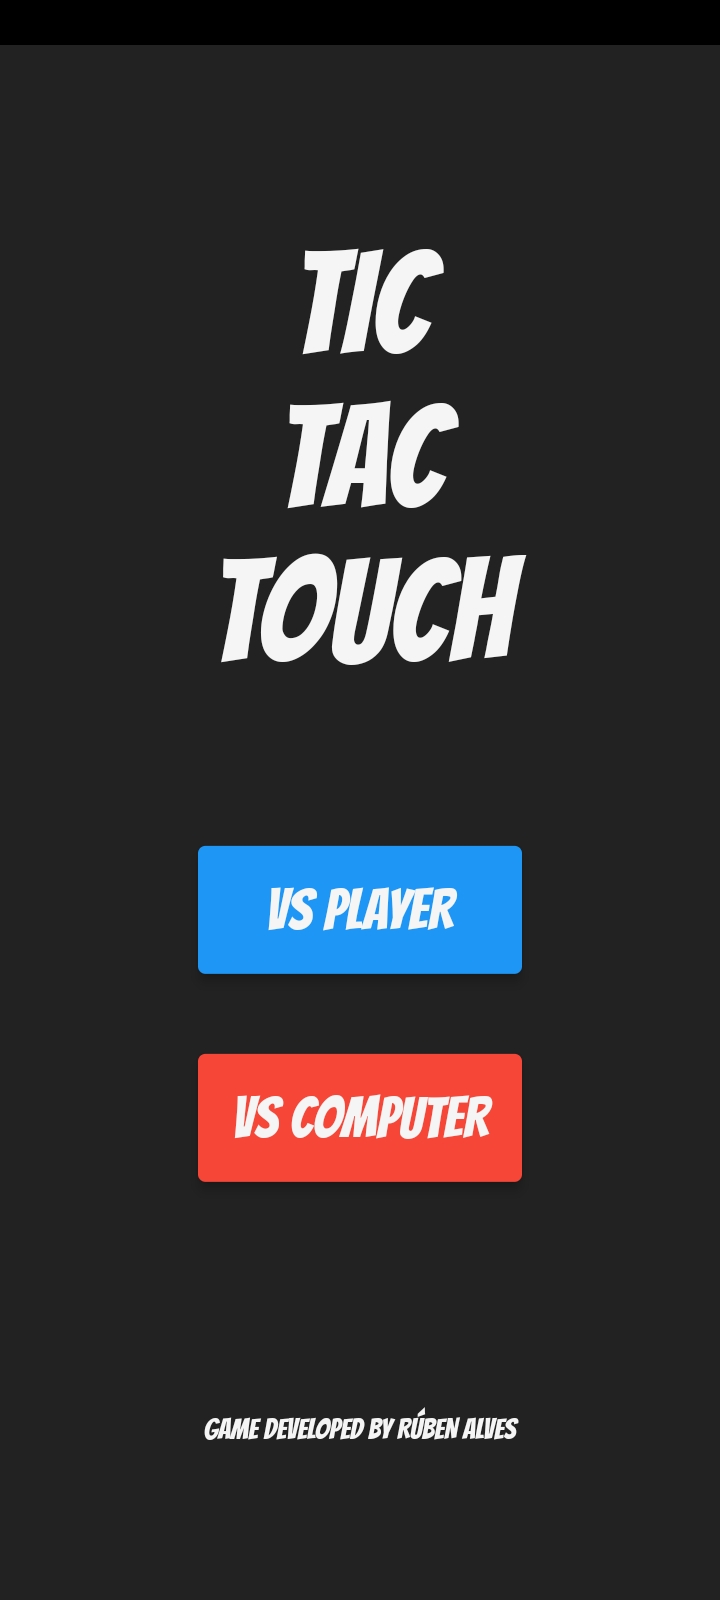 TIC
TAC
TOUCH
VS PLAYER
VS COMPUTER
GAME DEVELOPED BY RÚBEN ALVES